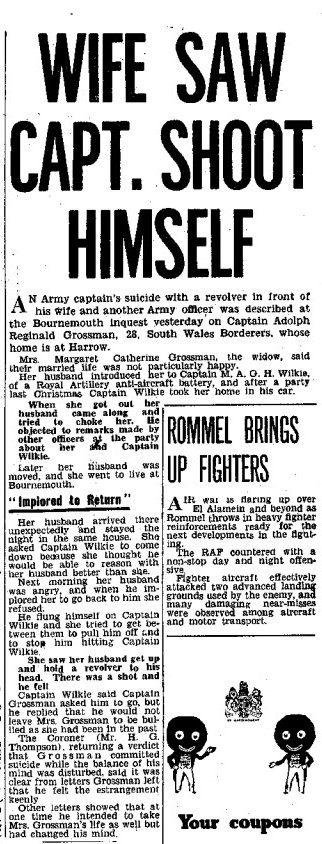 WIFE SAW
CAPT. SHOOT
HIMSELF
AN Army captain's suicide with a revolver in front of
his wife and another Army officer was described at
the Bournemouth inquest yesterday on Captain Adolph
Reginald Grossman, 28, South Wales Borderers, whose
home is at Harrow.
Mrs. Margaret Catherine Grossman, the widow, said
their married life was not particularly happy.
Her husband introduced her to Captain M. A. G. H. Wilkie,
of a Royal Artillery anti-aircraft battery, and after a party
last Christmas Captain Wilkie took her home in his car.
When she got out her
husband came along and
tried to choke her. He
objected to remarks made by
other officers at the party
about her and Captain
Wilkie.
Later her husband was
moved, and she went to live at
Bournemouth.
"Implored to Return"
Her husband arrived there
unexpectedly and stayed the
night in the same house. She
asked Captain Wilkie to come
down because she thought he
would be able to reason with
her husband better than she.
Next morning her husband
was angry, and when he im-
plored her to go back to him she
refused.
He flung himself on Captain
Wilkie and she tried to get be-
tween them to pull him off and
to stop him hitting Captain
Wilkie.
She saw her husband get up
and hold a revolver to his
head. There was a shot and
he fell
Captain Wilkie said Captain
Grossman asked him to go, but
he replied that he would not
leave Mrs. Grossman to be bul-
lied as she had been in the past
The Coroner (Mr. H. G.
Thompson), returning a verdict
that Grossman committed
suicide while the balance of his
mind was disturbed, said it was
clear from letters Grossman left
that he felt the estrangement
keenly
Other letters showed that at
one time he intended to take
Mrs. Grossman's life as well but
had changed his mind.
ROMMEL BRINGS
UP FIGHTERS
AIR war is flaring up over
El Alamein and beyond as
Rommel throws in heavy fighter
reinforcements ready for the
next developments in the fight-
ing.
The RAF countered with a
non-stop day and night offen-
sive.
Fighter aircraft effectively
attacked two advanced landing
grounds used by the enemy, and
many damaging near-misses
were observed among aircraft
and motor transport.
Your coupons